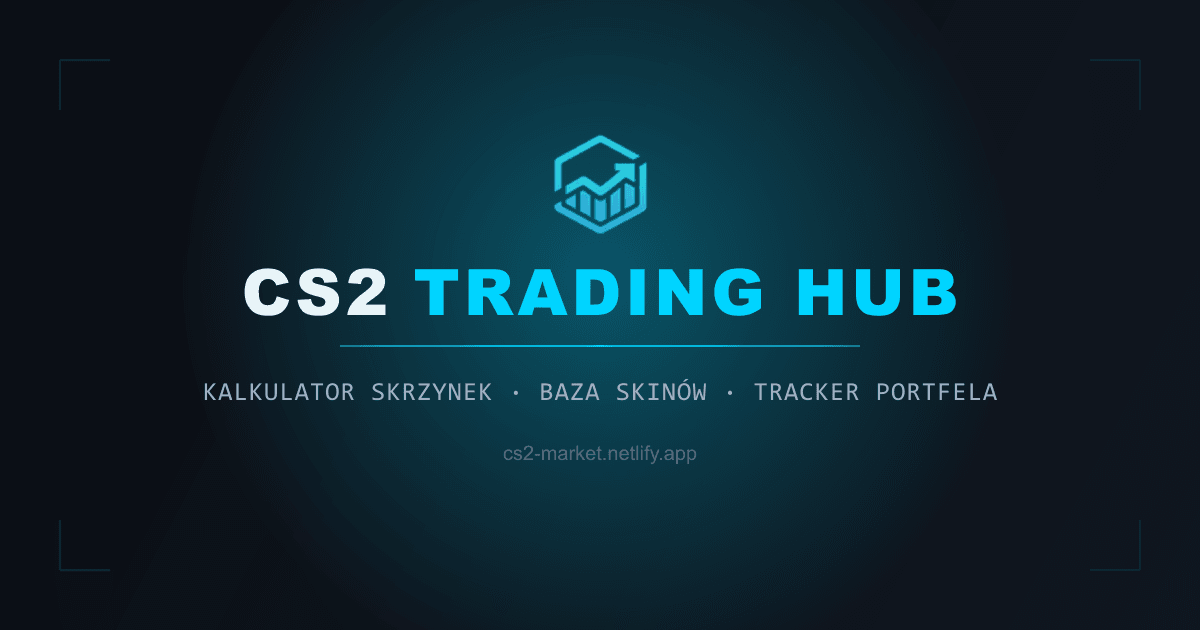 CS2 TRADING HUB
KALKULATOR SKRZYNEK · BAZA SKINÓW · TRACKER PORTFELA
cs2-market.netlify.app